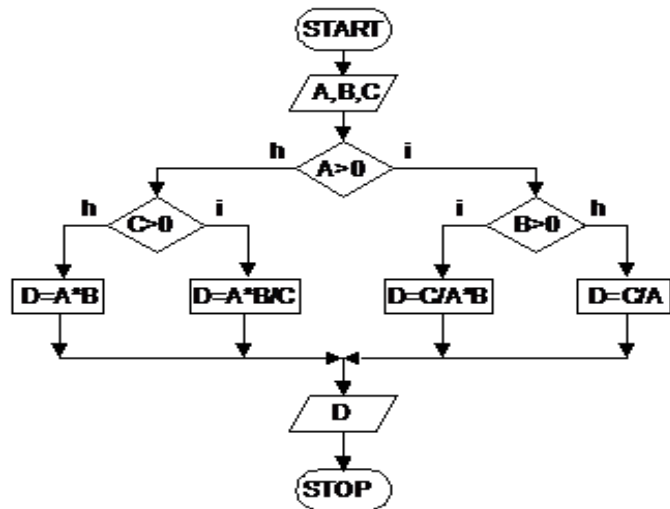 START
A,B,C
h
A>0
i
h
C>0
i
i
B>0
h
D=A*B
D=A*B/C
D=C/A*B
D=C/A
D
STOP